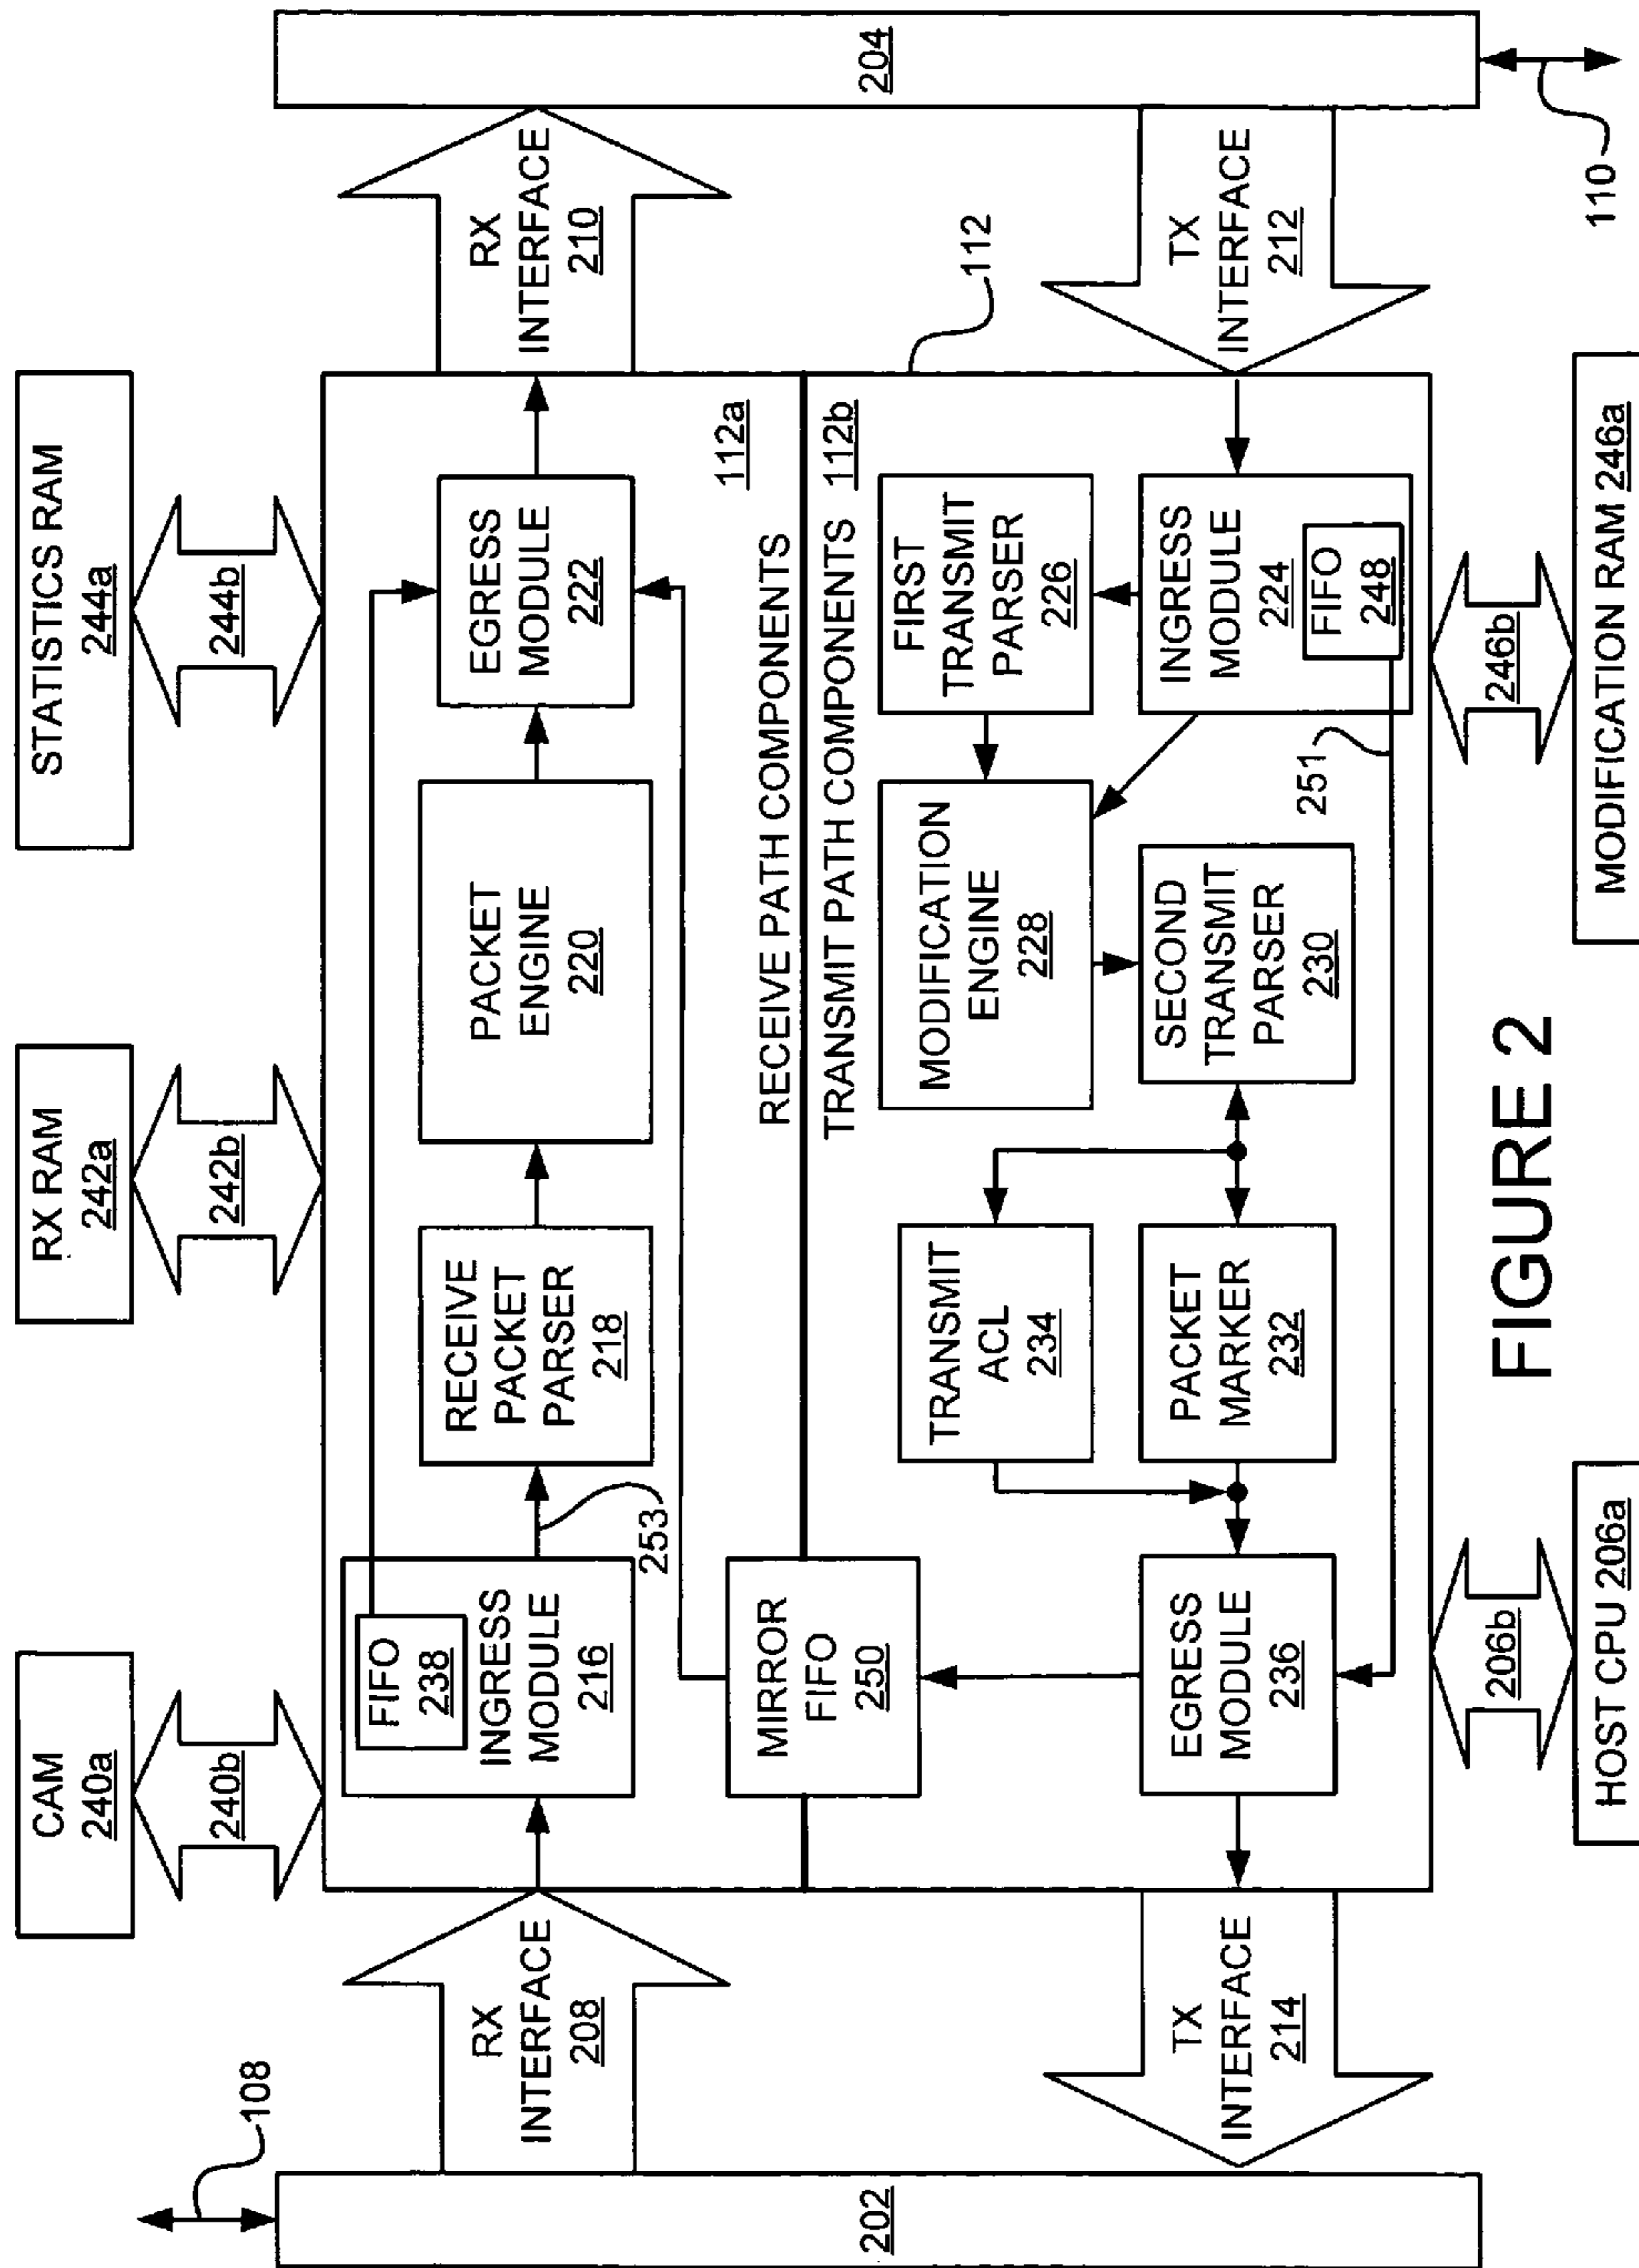 108
202
CAM
240a
240b
RX RAM
242a
242b
STATISTICS RAM
244a
244b
RX
INTERFACE
208
FIFO
238
INGRESS
MODULE
216
253
RECEIVE
PACKET
PARSER
218
PACKET
ENGINE
220
EGRESS
MODULE
222
RX
INTERFACE
210
204
110
112a
RECEIVE PATH COMPONENTS
TRANSMIT PATH COMPONENTS
112b
112
MIRROR
FIFO
250
TX
INTERFACE
214
EGRESS
MODULE
236
TRANSMIT
ACL
234
PACKET
MARKER
232
MODIFICATION
ENGINE
228
SECOND
TRANSMIT
PARSER
230
FIRST
TRANSMIT
PARSER
226
INGRESS
MODULE
224
FIFO
248
251
TX
INTERFACE
212
206b
HOST CPU 206a
246b
MODIFICATION RAM 246a
FIGURE 2